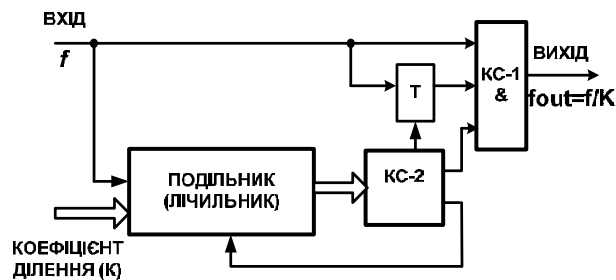 ВХІД
f
КС-1
&
ВИХІД
fout=f/K
Т
ПОДІЛЬНИК
(ЛІЧИЛЬНИК)
КС-2
КОЕФІЦІЄНТ
ДІЛЕННЯ (К)